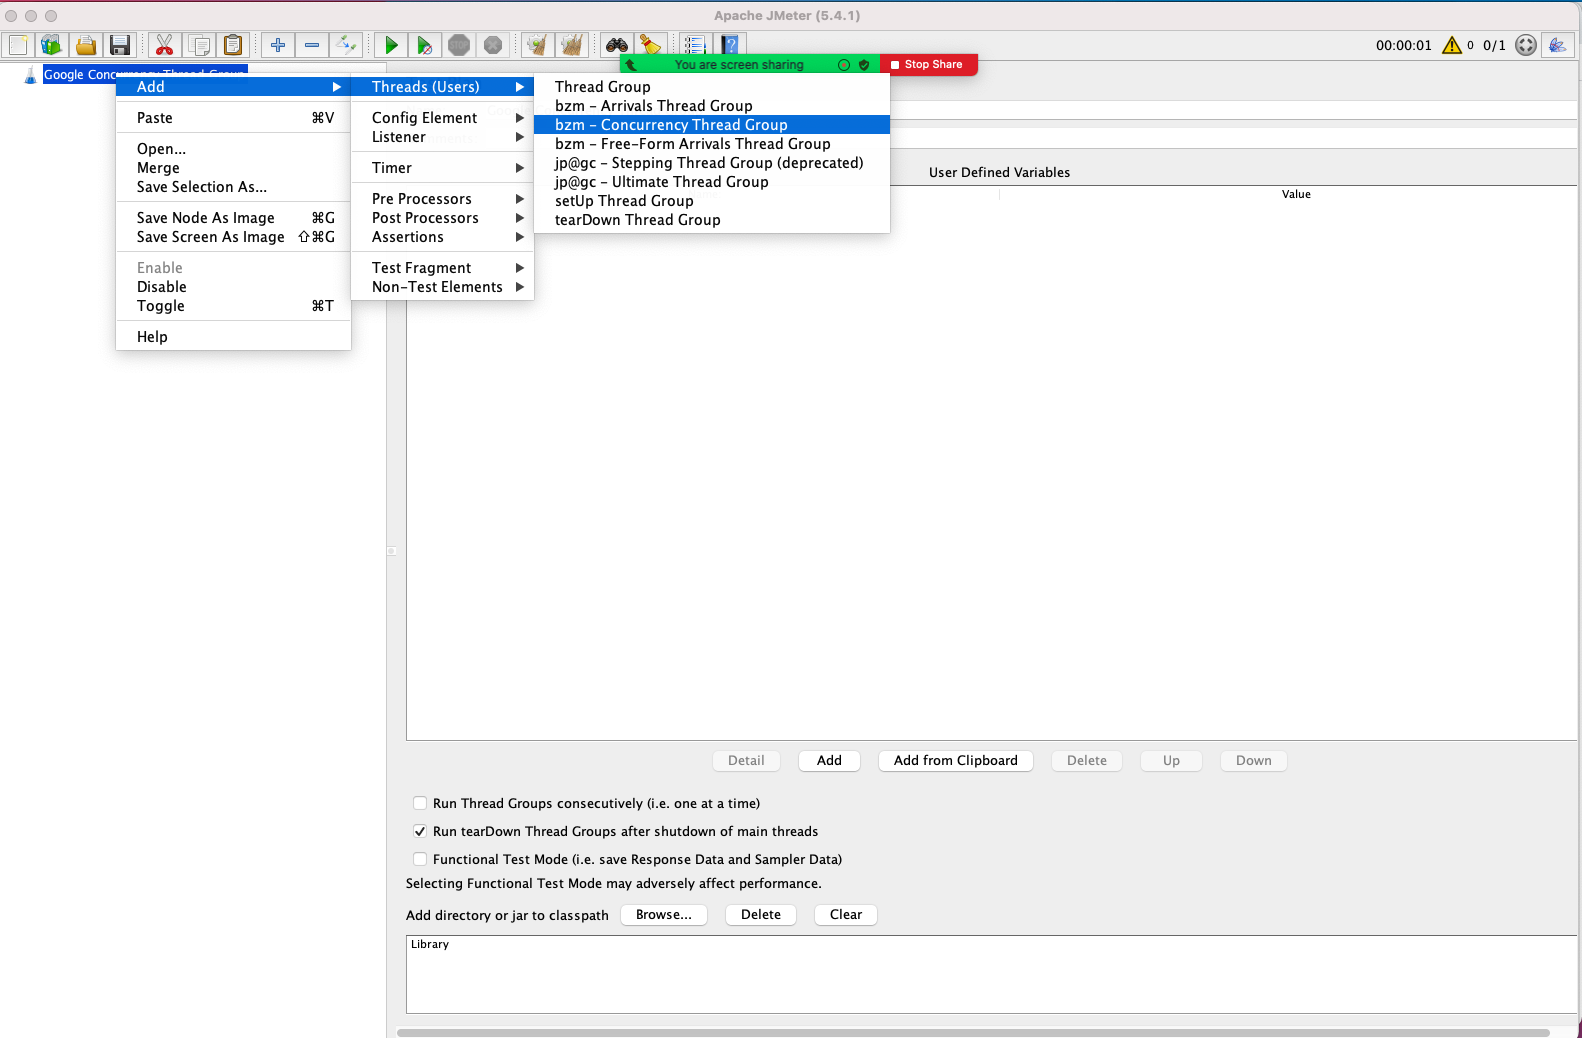 Apache JMeter (5.4.1)
00:00:01 0 0/1
You are screen sharing Stop Share
Google Concurrency Thread Group
Add
Paste ⌘V
Open...
Merge
Save Selection As...
Save Node As Image ⌘G
Save Screen As Image ⇧⌘G
Enable
Disable
Toggle ⌘T
Help
Threads (Users)
Config Element
Listener
Timer
Pre Processors
Post Processors
Assertions
Test Fragment
Non-Test Elements
Thread Group
bzm - Arrivals Thread Group
bzm - Concurrency Thread Group
bzm - Free-Form Arrivals Thread Group
jp@gc - Stepping Thread Group (deprecated)
jp@gc - Ultimate Thread Group
setUp Thread Group
tearDown Thread Group
User Defined Variables
Value
Detail Add Add from Clipboard Delete Up Down
Run Thread Groups consecutively (i.e. one at a time)
Run tearDown Thread Groups after shutdown of main threads
Functional Test Mode (i.e. save Response Data and Sampler Data)
Selecting Functional Test Mode may adversely affect performance.
Add directory or jar to classpath Browse... Delete Clear
Library